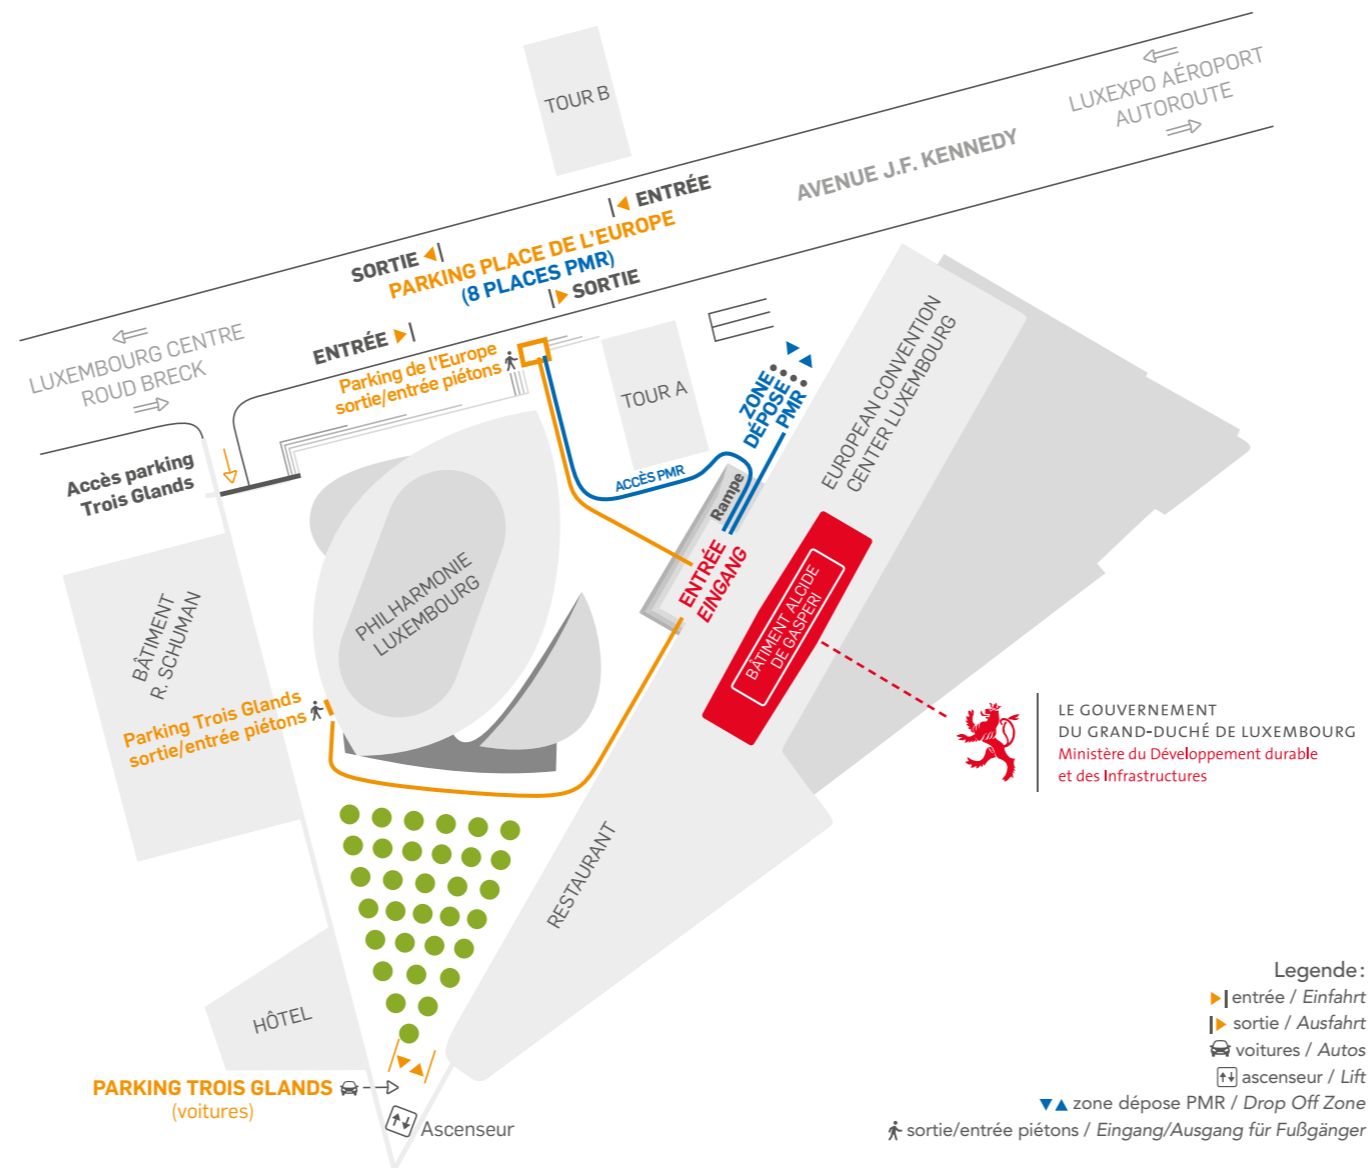 TOUR B
LUXEXPO AÉROPORT
AUTOROUTE
AVENUE J.F. KENNEDY
ENTRÉE
SORTIE
PARKING PLACE DE L'EUROPE
(8 PLACES PMR)
SORTIE
ENTRÉE
LUXEMBOURG CENTRE
ROUD BRECK
Parking de l'Europe
sortie/entrée piétons
TOUR A
ZONE
DÉPOSE
PMR
EUROPEAN CONVENTION
CENTER LUXEMBOURG
Accès parking
Trois Glands
ACCÈS PMR
Rampe
ENTRÉE
EINGANG
PHILHARMONIE
LUXEMBOURG
BÂTIMENT
R. SCHUMAN
BÂTIMENT ALCIDE
DE GASPERI
Parking Trois Glands
sortie/entrée piétons
LE GOUVERNEMENT
DU GRAND-DUCHÉ DE LUXEMBOURG
Ministère du Développement durable
et des Infrastructures
RESTAURANT
HÔTEL
PARKING TROIS GLANDS
(voitures)
Ascenseur
Legende:
entrée / Einfahrt
sortie / Ausfahrt
voitures / Autos
ascenseur / Lift
zone dépose PMR / Drop Off Zone
sortie/entrée piétons / Eingang/Ausgang für Fußgänger